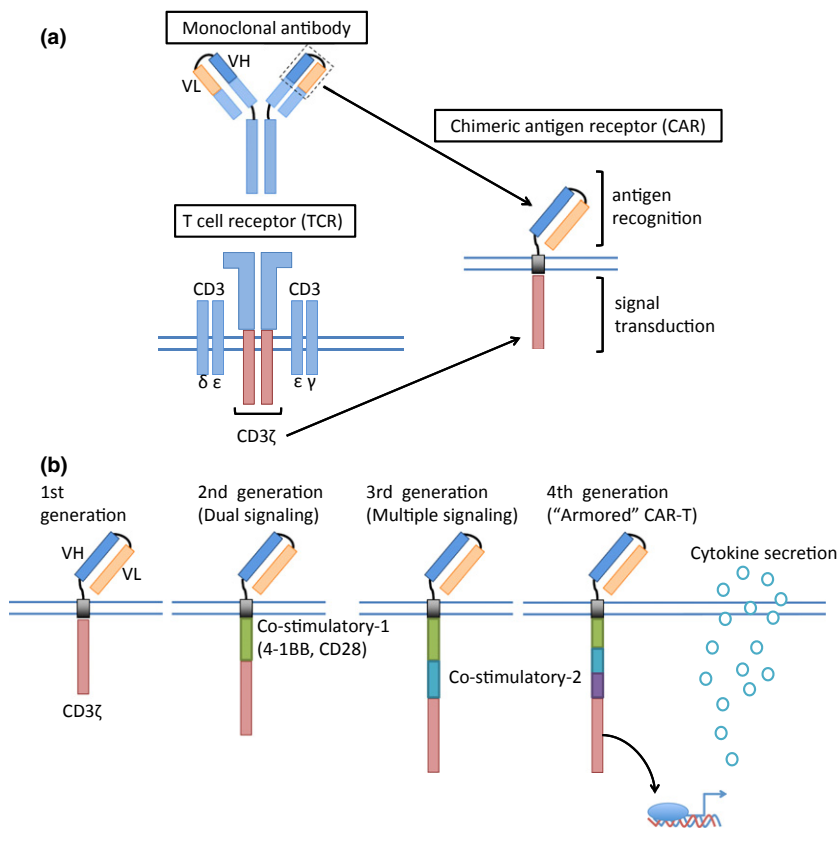 (a)
Monoclonal antibody
VH
VL
Chimeric antigen receptor (CAR)
antigen
recognition
T cell receptor (TCR)
CD3
CD3
signal
transduction
δ ε
ε γ
CD3ζ
(b)
1st
generation
2nd generation
(Dual signaling)
3rd generation
(Multiple signaling)
4th generation
("Armored" CAR-T)
Cytokine secretion
VH
VL
Co-stimulatory-1
(4-1BB, CD28)
Co-stimulatory-2
CD3ζ